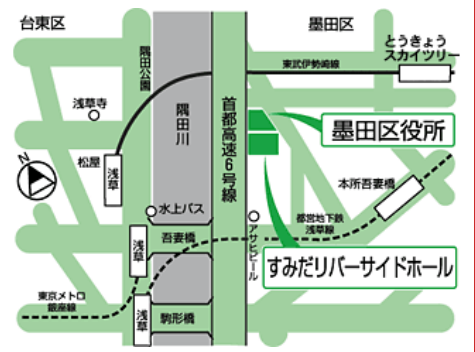 台東区
墨田区
とうきょう
スカイツリー
東武伊勢崎線
隅田公園
浅草寺
隅田川
首都高速6号線
墨田区役所
松屋
浅草
N
本所吾妻橋
水上バス
都営地下鉄
浅草線
アサヒビール
吾妻橋
浅草
すみだリバーサイドホール
東京メトロ
銀座線
浅草
駒形橋